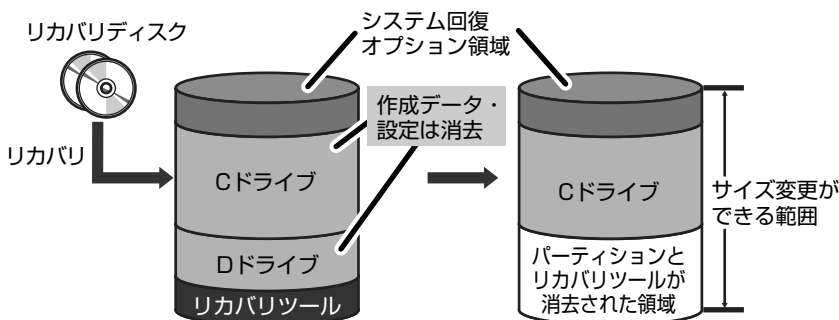 リカバリディスク
システム回復
オプション領域
作成データ・
設定は消去
リカバリ
Cドライブ
Dドライブ
リカバリツール
Cドライブ
パーティションと
リカバリツールが
消去された領域
サイズ変更が
できる範囲